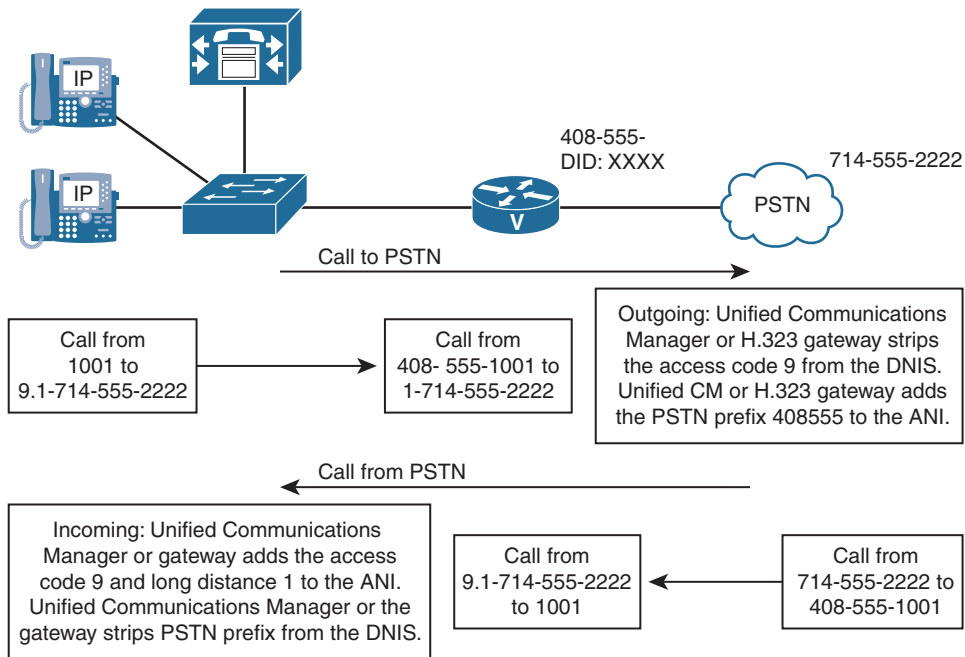 IP
IP
408-555-
DID: XXXX
714-555-2222
V
PSTN
Call to PSTN
Call from
1001 to
9.1-714-555-2222
Call from
408- 555-1001 to
1-714-555-2222
Outgoing: Unified Communications
Manager or H.323 gateway strips
the access code 9 from the DNIS.
Unified CM or H.323 gateway adds
the PSTN prefix 408555 to the ANI.
Call from PSTN
Incoming: Unified Communications
Manager or gateway adds the access
code 9 and long distance 1 to the ANI.
Unified Communications Manager or the
gateway strips PSTN prefix from the DNIS.
Call from
9.1-714-555-2222
to 1001
Call from
714-555-2222 to
408-555-1001